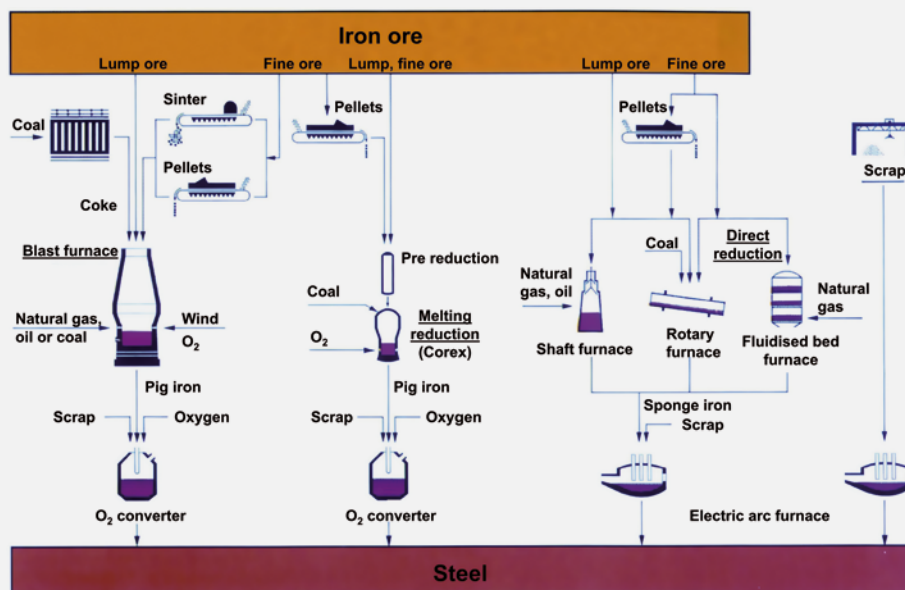 Iron ore
Lump ore
Fine ore
Lump, fine ore
Lump ore
Fine ore
Sinter
Pellets
Pellets
Coal
Scrap
Pellets
Coke
Blast furnace
Pre reduction
Coal
Direct
reduction
Natural
gas, oil
Coal
Natural
gas
Natural gas,
oil or coal
Wind
O₂
O₂
Melting
reduction
(Corex)
Shaft furnace
Rotary
furnace
Fluidised bed
furnace
Pig iron
Pig iron
Sponge iron
Scrap
Oxygen
Scrap
Oxygen
Scrap
O₂ converter
O₂ converter
Electric arc furnace
Steel